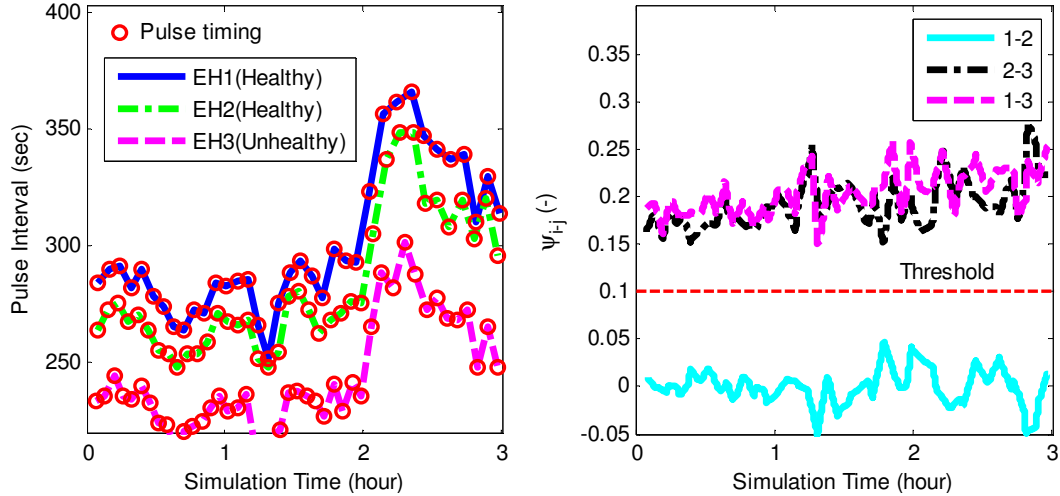 400
350
300
250
Pulse Interval (sec)
Pulse timing
EH1(Healthy)
EH2(Healthy)
EH3(Unhealthy)
0
1
2
3
Simulation Time (hour)
0.35
0.3
0.25
0.2
0.15
0.1
0.05
0
-0.05
Ψi-j (-)
1-2
2-3
1-3
Threshold
0
1
2
3
Simulation Time (hour)